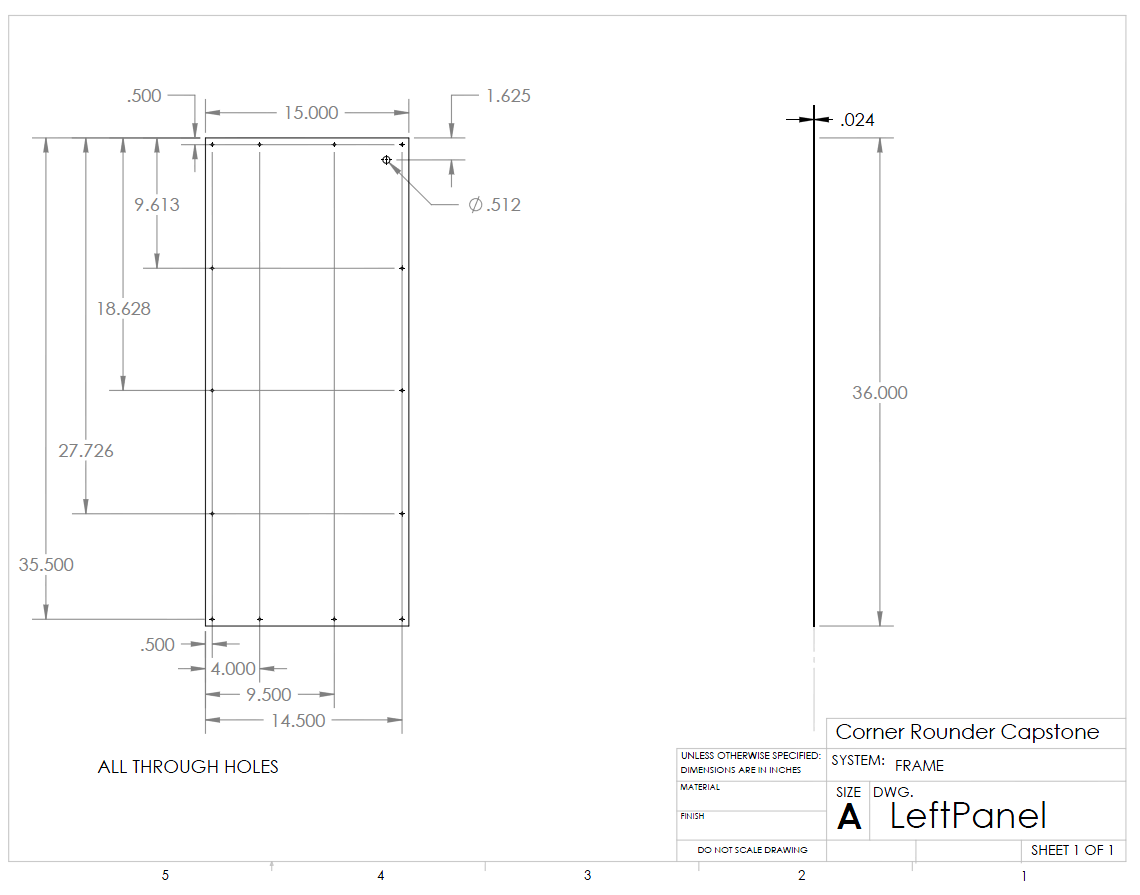 .500
1.625
15.000
.024
9.613
Ø.512
18.628
36.000
27.726
35.500
.500
4.000
9.500
14.500
ALL THROUGH HOLES
Corner Rounder Capstone
UNLESS OTHERWISE SPECIFIED:
DIMENSIONS ARE IN INCHES
SYSTEM: FRAME
MATERIAL
SIZE
A
DWG.
LeftPanel
FINISH
DO NOT SCALE DRAWING
SHEET 1 OF 1
5 4 3 2 1